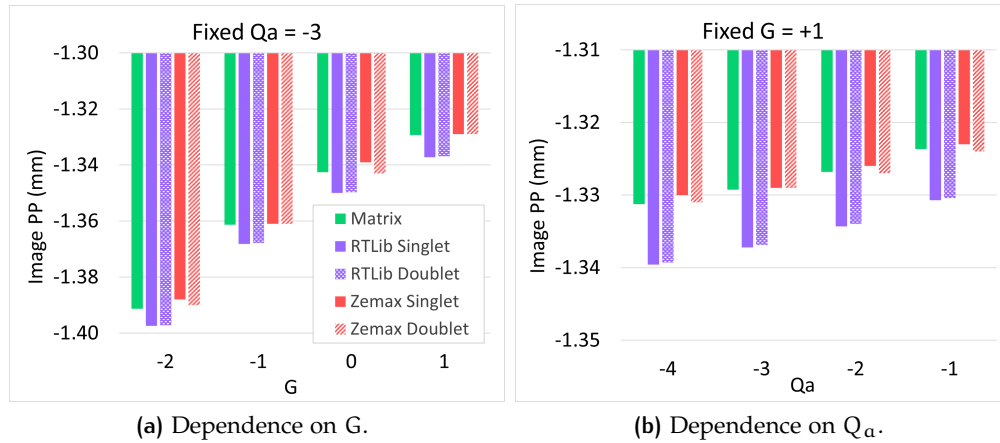 Fixed Qa = -3
-1.30
-1.32
-1.34
-1.36
-1.38
-1.40
Image PP (mm)
Matrix
RTLib Singlet
RTLib Doublet
Zemax Singlet
Zemax Doublet
-2 -1 0 1
G
(a) Dependence on G.
Fixed G = +1
-1.31
-1.32
-1.33
-1.34
-1.35
Image PP (mm)
-4 -3 -2 -1
Qa
(b) Dependence on Qa.